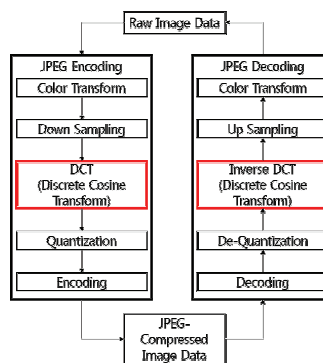 Raw Image Data
JPEG Encoding
Color Transform
Down Sampling
DCT
(Discrete Cosine
Transform)
Quantization
Encoding
JPEG Decoding
Color Transform
Up Sampling
Inverse DCT
(Discrete Cosine
Transform)
De-Quantization
Decoding
JPEG-
Compressed
Image Data